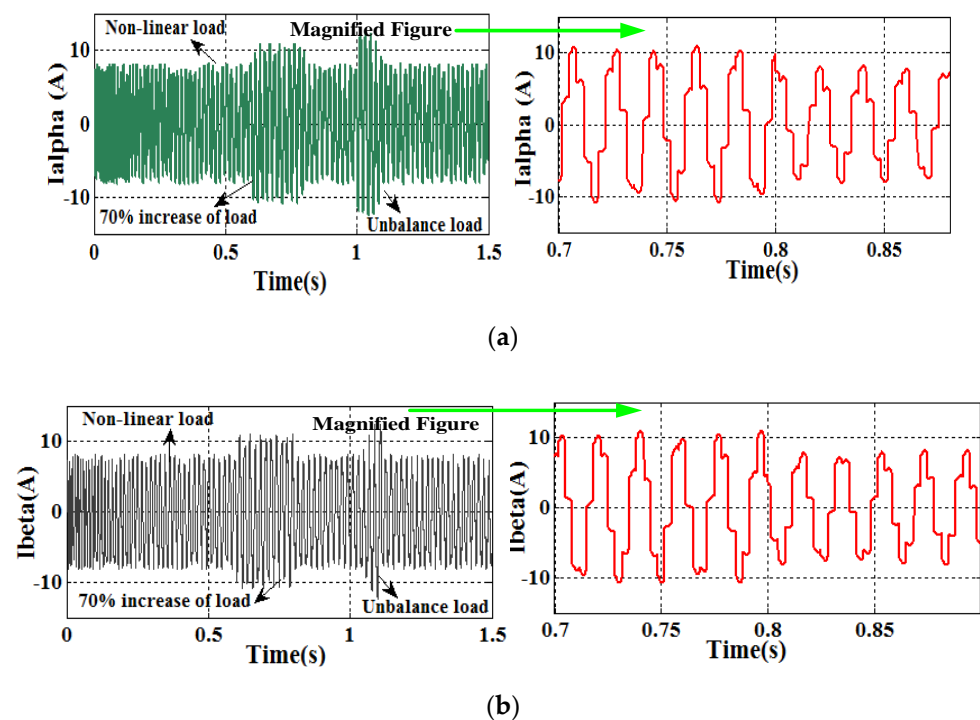 Non-linear load
Magnified Figure
Ialpha (A)
10
0
-10
70% increase of load
Unbalance load
0
0.5
1
1.5
Time(s)
Ialpha (A)
10
0
-10
0.7
0.75
0.8
0.85
Time(s)
(a)
Non-linear load
Magnified Figure
Ibeta(A)
10
0
-10
70% increase of load
Unbalance load
0
0.5
1
1.5
Time(s)
Ibeta(A)
10
0
-10
0.7
0.75
0.8
0.85
Time(s)
(b)